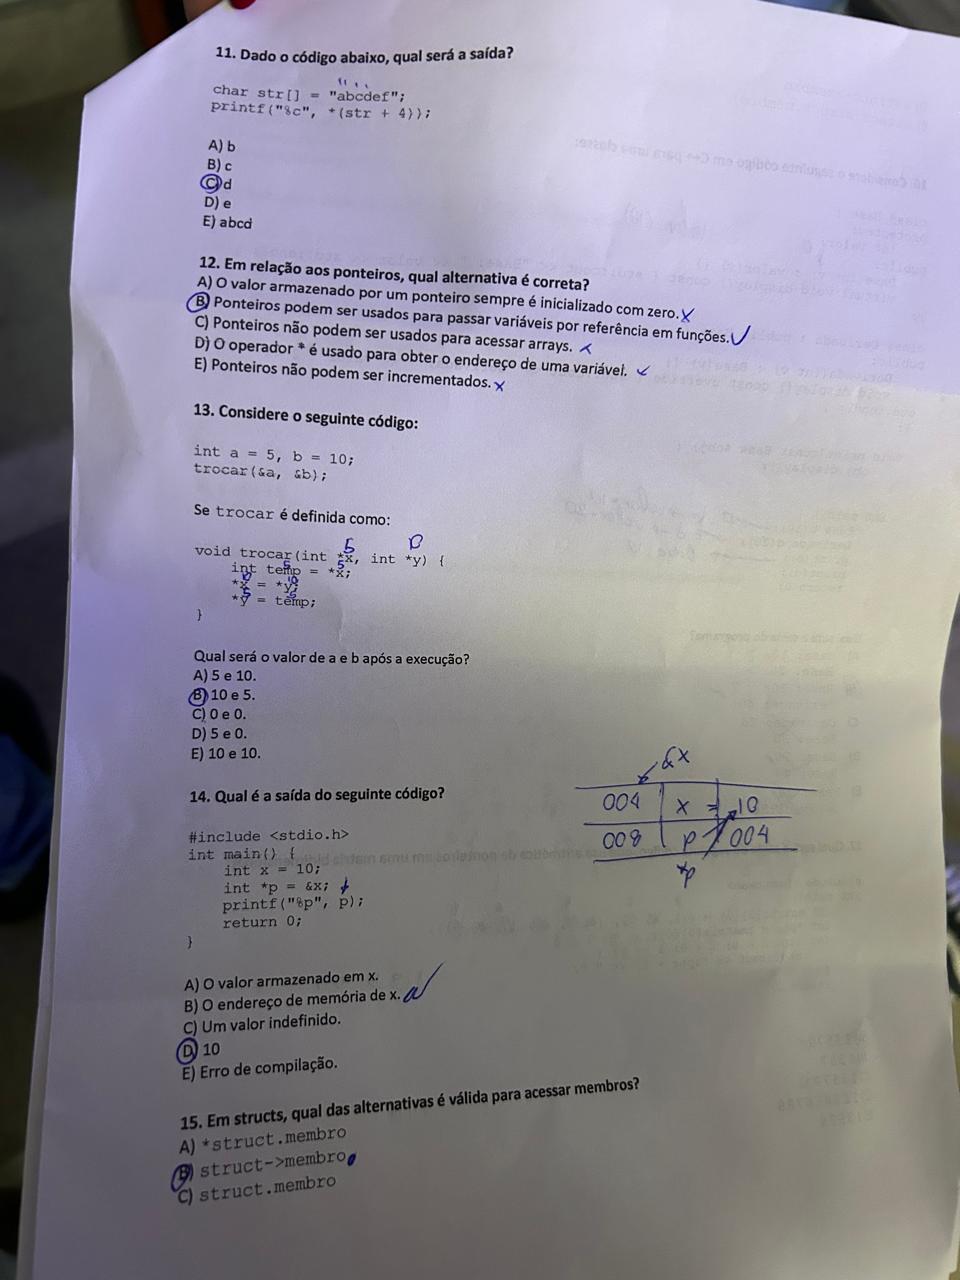 11. Dado o código abaixo, qual será a saída?
char str[] = "abcdef";
printf("%c", *(str + 4));
A) b
B) c
C) d
D) e
E) abcd
12. Em relação aos ponteiros, qual alternativa é correta?
A) O valor armazenado por um ponteiro sempre é inicializado com zero. x
B) Ponteiros podem ser usados para passar variáveis por referência em funções.
C) Ponteiros não podem ser usados para acessar arrays. x
D) O operador * é usado para obter o endereço de uma variável.
E) Ponteiros não podem ser incrementados. x
13. Considere o seguinte código:
int a = 5, b = 10;
trocar(&a, &b);
Se trocar é definida como:
5
void trocar(int *x, int *y) {
5 5
int temp = *x;
10 10
*x = *y;
5 5
*y = temp;
}
Qual será o valor de a e b após a execução?
A) 5 e 10.
B) 10 e 5.
C) 0 e 0.
D) 5 e 0.
E) 10 e 10.
14. Qual é a saída do seguinte código?
#include <stdio.h>
int main() {
int x = 10;
int *p = &x;
printf("%p", p);
return 0;
}
&x
004 x = 10
008 p 004
*p
A) O valor armazenado em x.
B) O endereço de memória de x.
C) Um valor indefinido.
D) 10
E) Erro de compilação.
15. Em structs, qual das alternativas é válida para acessar membros?
A) *struct.membro
B) struct->membro
C) struct.membro